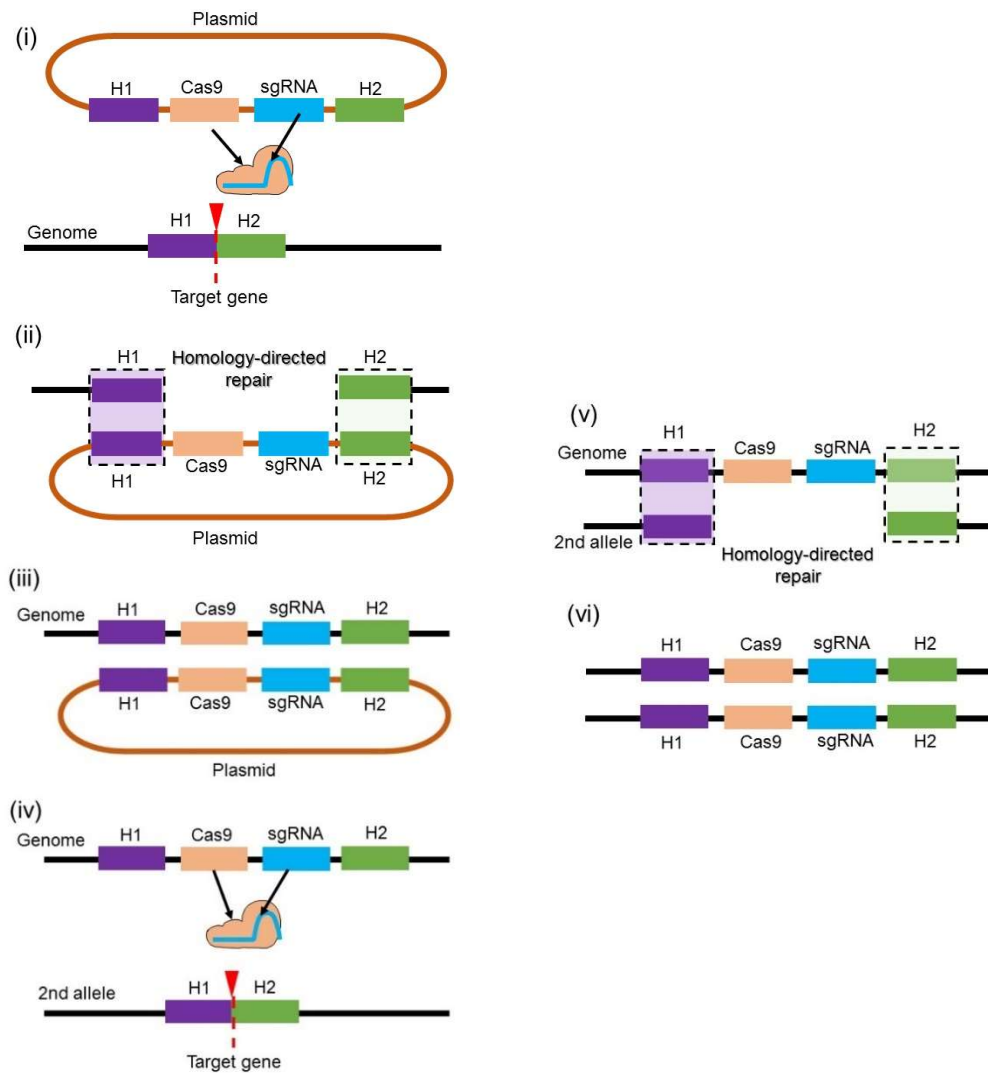 (i)
Plasmid
H1 Cas9 sgRNA H2
H1 H2
Genome
Target gene
(ii)
H1 Homology-directed repair H2
H1 Cas9 sgRNA H2
Plasmid
(iii)
Genome H1 Cas9 sgRNA H2
H1 Cas9 sgRNA H2
Plasmid
(iv)
Genome H1 Cas9 sgRNA H2
2nd allele H1 H2
Target gene
(v)
Genome H1 Cas9 sgRNA H2
2nd allele
Homology-directed
repair
(vi)
H1 Cas9 sgRNA H2
H1 Cas9 sgRNA H2